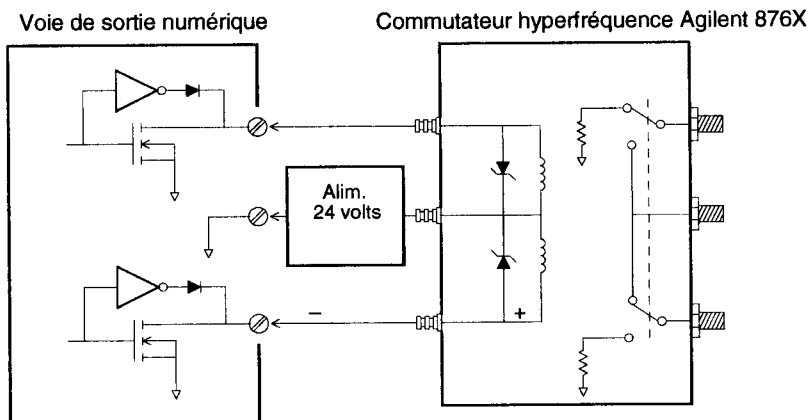 Voie de sortie numérique
Commutateur hyperfréquence Agilent 876X
Alim.
24 volts
−
+